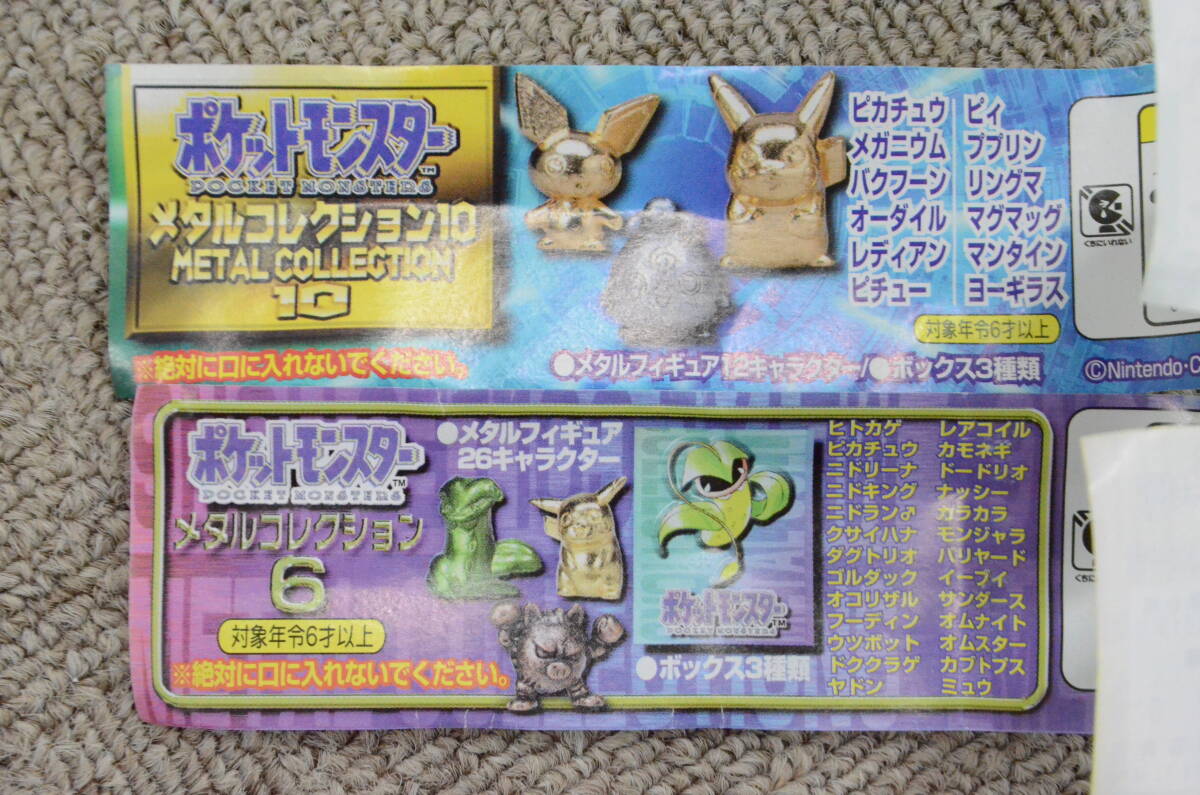 ポケットモンスター™
POCKET MONSTERS
メタルコレクション10
METAL COLLECTION
10
※絶対に口に入れないでください。
ピカチュウ ピィ
メガニウム ププリン
バクフーン リングマ
オーダイル マグマッグ
レディアン マンタイン
ピチュー ヨーギラス
対象年令6才以上
●メタルフィギュア12キャラクター/●ボックス3種類
くちにいれない
©Nintendo・C
ポケットモンスター™
POCKET MONSTERS
メタルコレクション
6
対象年令6才以上
※絶対に口に入れないでください。
●メタルフィギュア
26キャラクター
ポケットモンスター™
POCKET MONSTERS
●ボックス3種類
ヒトカゲ レアコイル
ピカチュウ カモネギ
ニドリーナ ドードリオ
ニドキング ナッシー
ニドラン♂ カラカラ
クサイハナ モンジャラ
ダグトリオ バリヤード
ゴルダック イーブイ
オコリザル サンダース
フーディン オムナイト
ウツボット オムスター
ドククラゲ カブトプス
ヤドン ミュウ